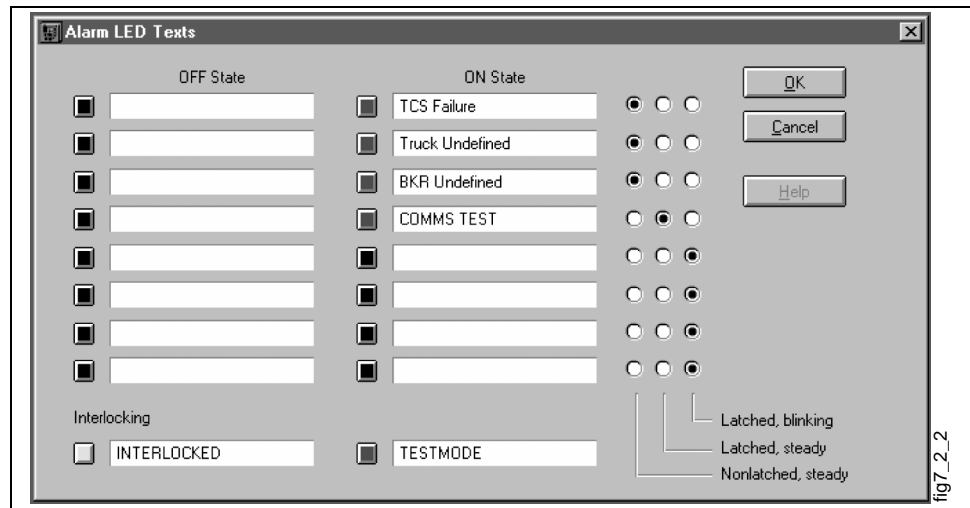 Alarm LED Texts
OFF State
ON State
OK
TCS Failure
Cancel
Truck Undefined
BKR Undefined
Help
COMMS TEST
Interlocking
INTERLOCKED
TESTMODE
Latched, blinking
Latched, steady
Nonlatched, steady
fig7_2_2